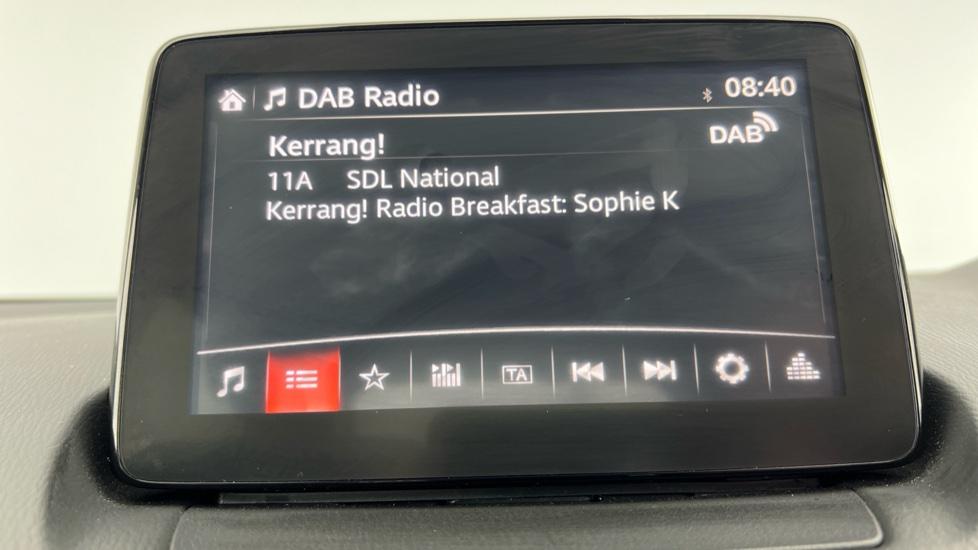 DAB Radio
08:40
Kerrang!
DAB
11A SDL National
Kerrang! Radio Breakfast: Sophie K
TA